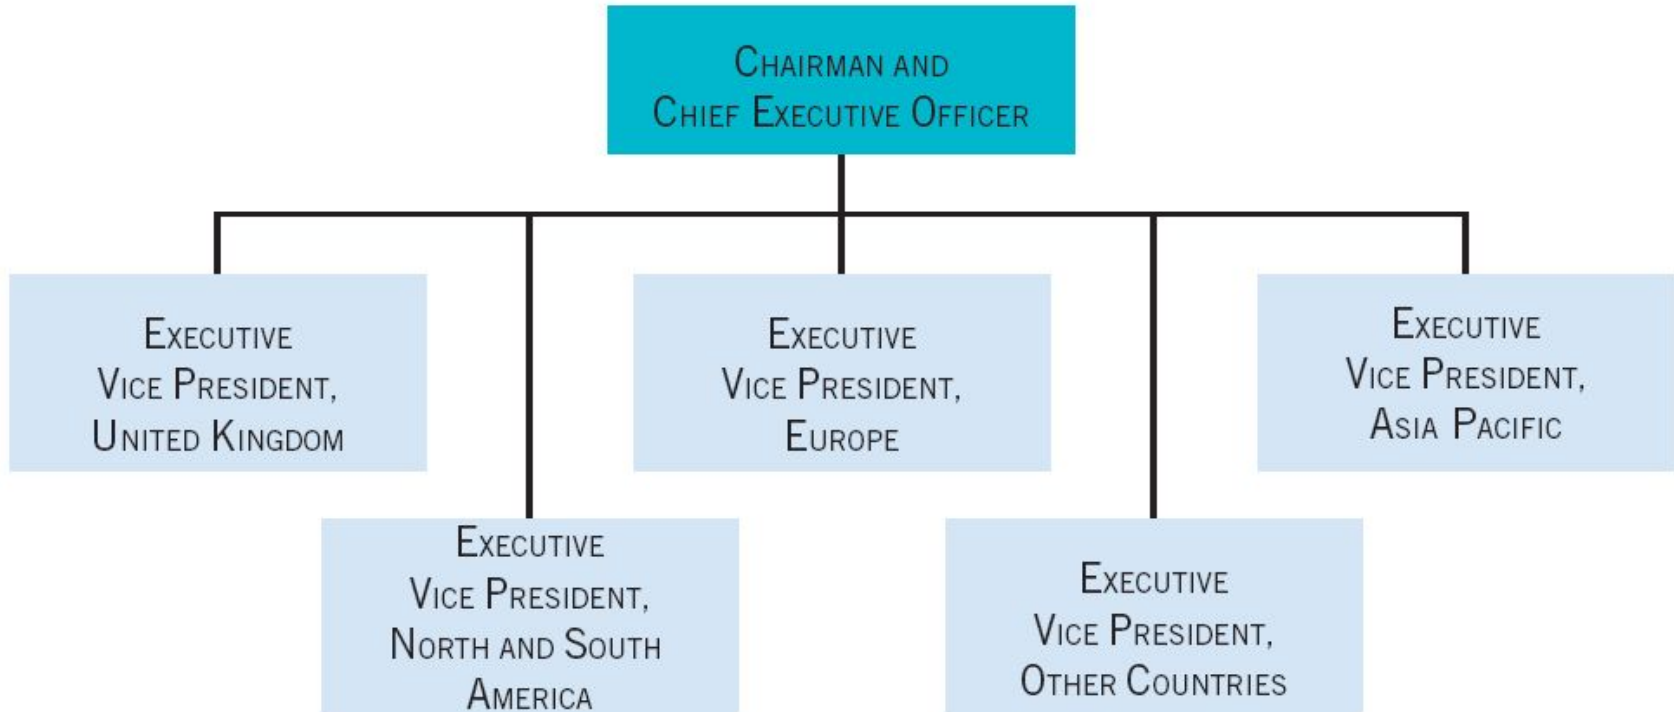 CHAIRMAN AND
CHIEF EXECUTIVE OFFICER
EXECUTIVE
VICE PRESIDENT,
UNITED KINGDOM
EXECUTIVE
VICE PRESIDENT,
NORTH AND SOUTH
AMERICA
EXECUTIVE
VICE PRESIDENT,
EUROPE
EXECUTIVE
VICE PRESIDENT,
OTHER COUNTRIES
EXECUTIVE
VICE PRESIDENT,
ASIA PACIFIC